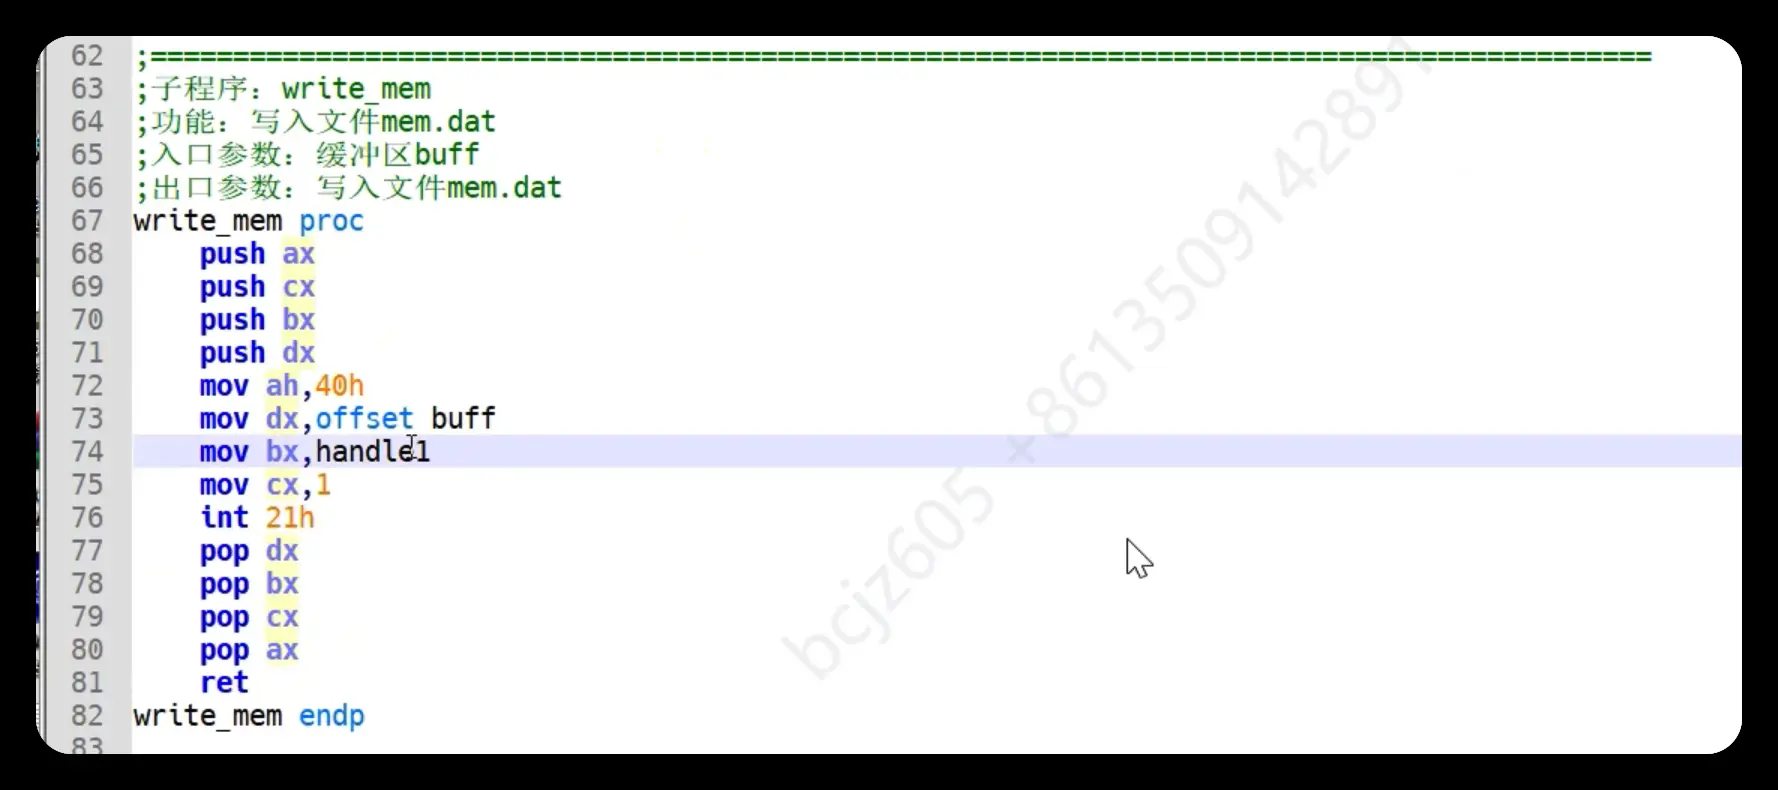 62 ;===========================================================================================
63 ;子程序：write_mem
64 ;功能：写入文件mem.dat
65 ;入口参数：缓冲区buff
66 ;出口参数：写入文件mem.dat
67 write_mem proc
68 push ax
69 push cx
70 push bx
71 push dx
72 mov ah,40h
73 mov dx,offset buff
74 mov bx,handle1
75 mov cx,1
76 int 21h
77 pop dx
78 pop bx
79 pop cx
80 pop ax
81 ret
82 write_mem endp
83
bcjz605 +8613509142891